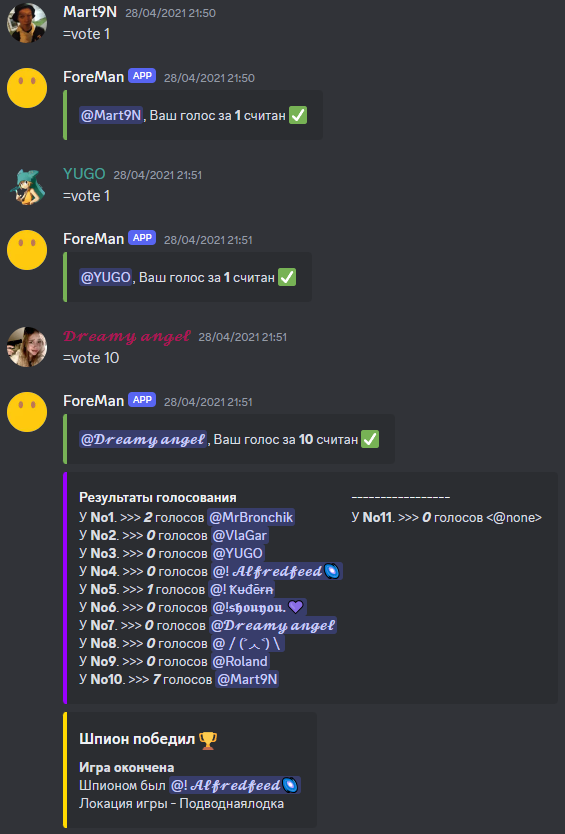 Mart9N 28/04/2021 21:50
=vote 1
ForeMan APP 28/04/2021 21:50
@Mart9N, Ваш голос за 1 считан ✅
YUGO 28/04/2021 21:51
=vote 1
ForeMan APP 28/04/2021 21:51
@YUGO, Ваш голос за 1 считан ✅
𝓓𝓻𝓮𝓪𝓶𝔂 𝓪𝓷𝓰𝓮𝓵 28/04/2021 21:51
=vote 10
ForeMan APP 28/04/2021 21:51
@𝓓𝓻𝓮𝓪𝓶𝔂 𝓪𝓷𝓰𝓮𝓵, Ваш голос за 10 считан ✅
Результаты голосования
У No1. >>> 2 голосов @MrBronchik
У No2. >>> 0 голосов @VlaGar
У No3. >>> 0 голосов @YUGO
У No4. >>> 0 голосов @! 𝓐𝓵𝓯𝓻𝓮𝓭𝓯𝓮𝓮𝓭🌌
У No5. >>> 1 голосов @! K̶u̶d̶ē̶r̶n̶
У No6. >>> 0 голосов @!𝖘𝖍𝖔𝖚𝖞𝖔𝖚.💜
У No7. >>> 0 голосов @𝓓𝓻𝓮𝓪𝓶𝔂 𝓪𝓷𝓰𝓮𝓵
У No8. >>> 0 голосов @ / (˚ㅅ˚) \
У No9. >>> 0 голосов @Roland
У No10. >>> 7 голосов @Mart9N
-----------------
У No11. >>> 0 голосов <@none>
Шпион победил 🏆
Игра окончена
Шпионом был @! 𝓐𝓵𝓯𝓻𝓮𝓭𝓯𝓮𝓮𝓭🌌
Локация игры - Подводнаялодка